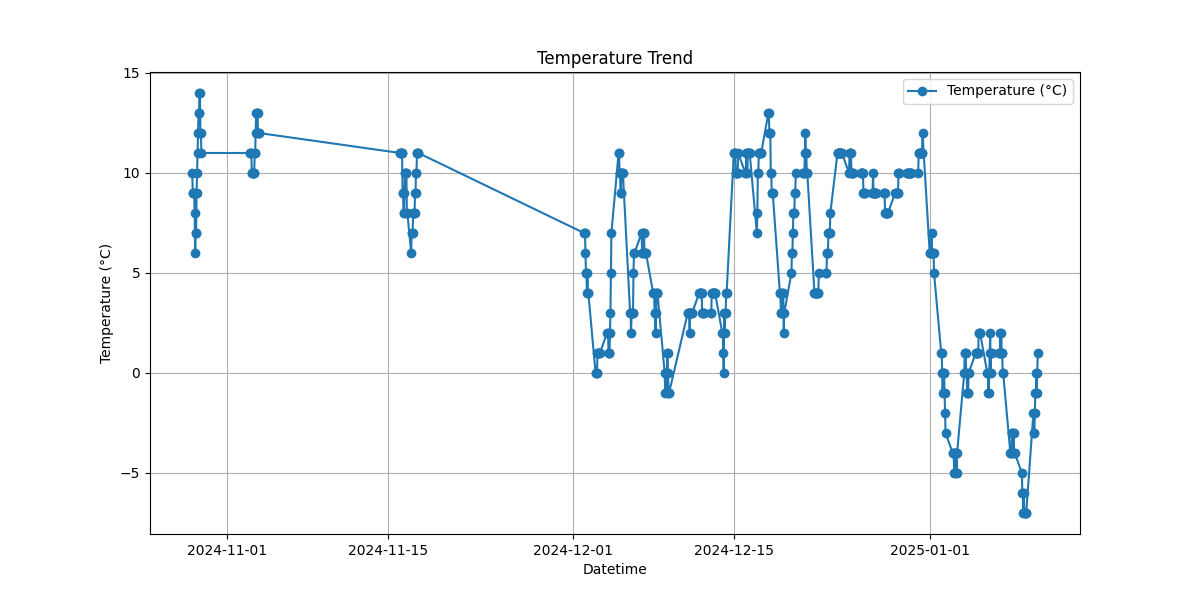 Temperature Trend
Temperature (°C)
15
10
5
0
−5
Temperature (°C)
2024-11-01 2024-11-15 2024-12-01 2024-12-15 2025-01-01
Datetime